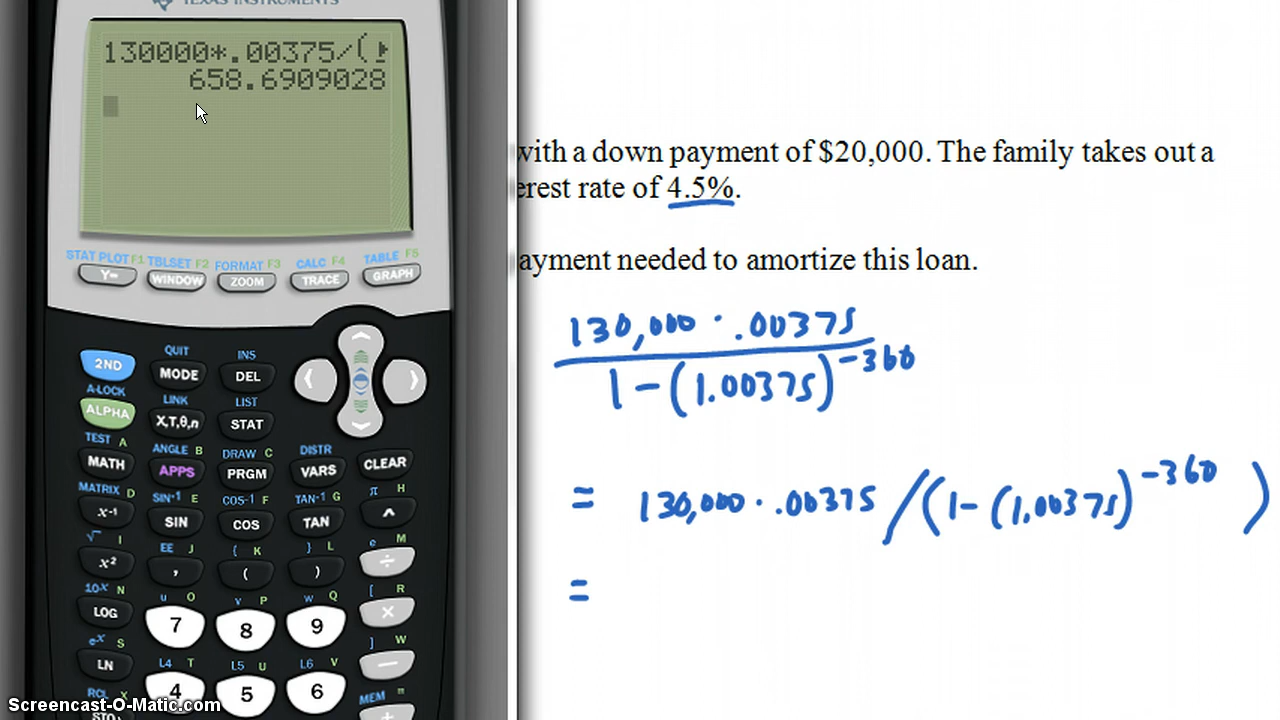 TEXAS INSTRUMENTS
130000*.00375/(
658.6909028
with a down payment of $20,000. The family takes out a
erest rate of 4.5%.
ayment needed to amortize this loan.
130,000 · .00375
1-(1.00375)^-360
= 130,000 · .00375 /(1-(1.00375)^-360 )
=
STAT PLOT F1 TBLSET F2 FORMAT F3 CALC F4 TABLE F5
Y= WINDOW ZOOM TRACE GRAPH
QUIT INS
2ND MODE DEL
A-LOCK LINK LIST
ALPHA X,T,θ,n STAT
TEST A ANGLE B DRAW C DISTR
MATH APPS PRGM VARS CLEAR
MATRIX D SIN-1 E COS-1 F TAN-1 G π H
x-1 SIN COS TAN ^
√ I EE J { K } L e M
x² , ( ) ÷
10^x N u O v P w Q [ R
LOG 7 8 9 ×
e^x S L4 T L5 U L6 V ] W
LN 4 5 6 −
RCL X MEM "
STO +
Screencast-O-Matic.com